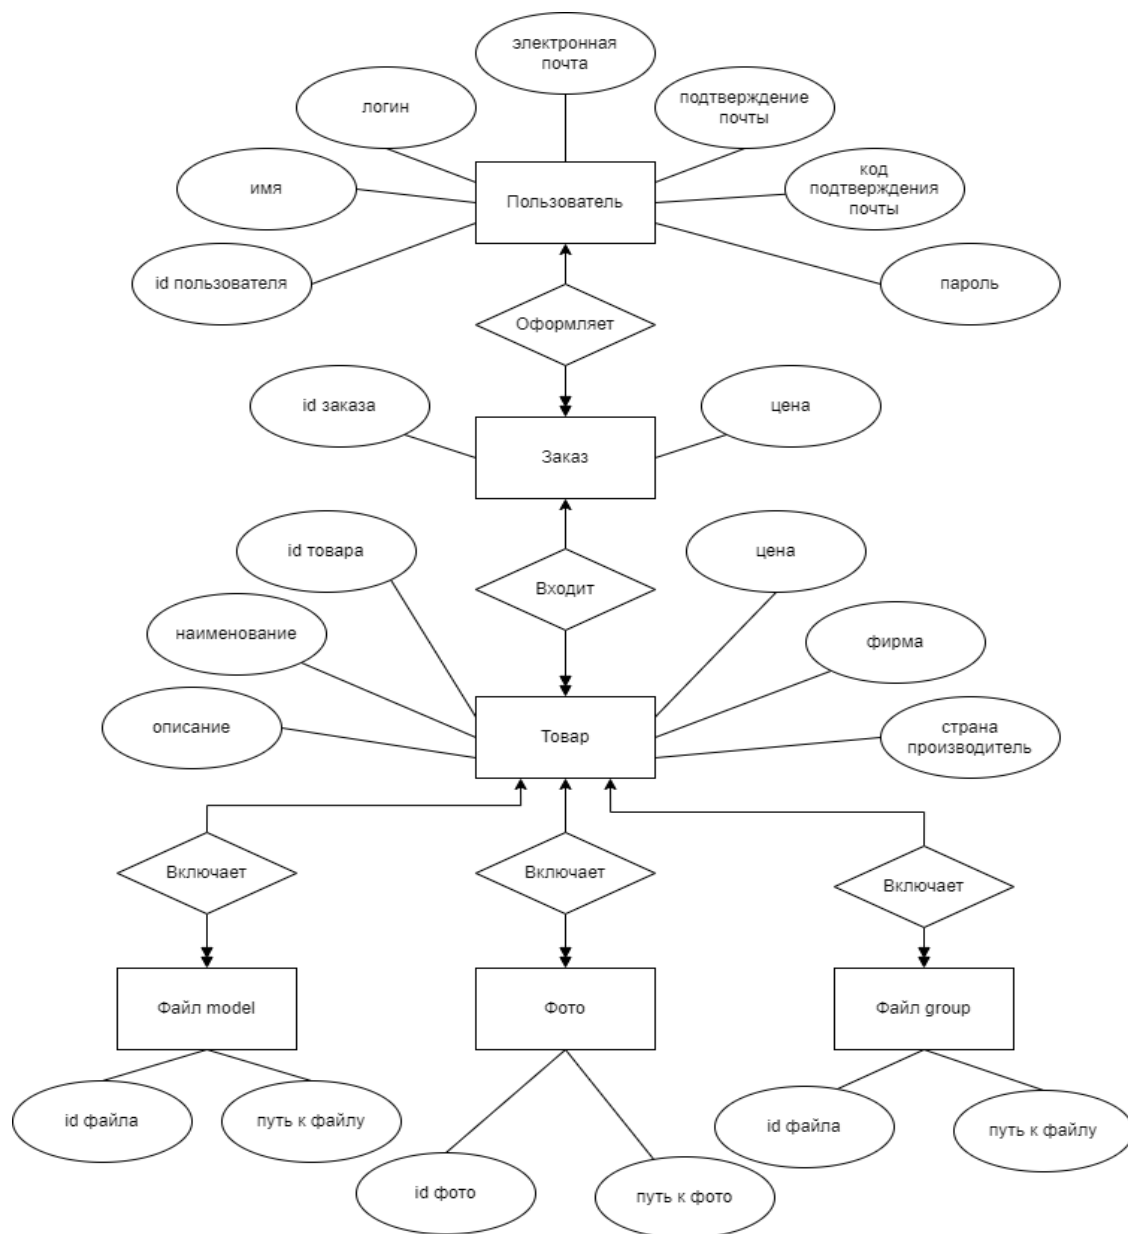 электронная
почта
логин
подтверждение
почты
имя
Пользователь
код
подтверждения
почты
id пользователя
пароль
Оформляет
id заказа
цена
Заказ
id товара
цена
Входит
наименование
фирма
описание
Товар
страна
производитель
Включает
Включает
Включает
Файл model
Фото
Файл group
id файла
путь к файлу
id файла
путь к файлу
id фото
путь к фото